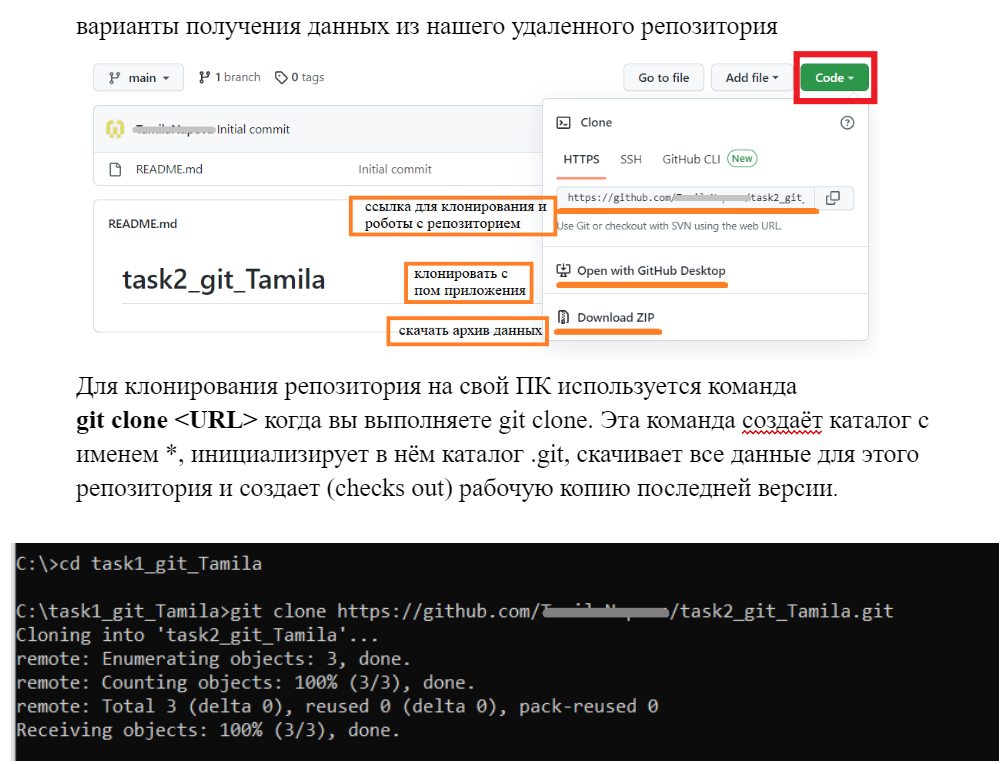 варианты получения данных из нашего удаленного репозитория
main 1 branch 0 tags Go to file Add file Code
Initial commit
README.md Initial commit
README.md
task2_git_Tamila
Clone
HTTPS SSH GitHub CLI New
https://github.com/ /task2_git_
Use Git or checkout with SVN using the web URL.
Open with GitHub Desktop
Download ZIP
ссылка для клонирования и
роботы с репозиторием
клонировать с
пом приложения
скачать архив данных
Для клонирования репозитория на свой ПК используется команда
git clone <URL> когда вы выполняете git clone. Эта команда создаёт каталог с
именем *, инициализирует в нём каталог .git, скачивает все данные для этого
репозитория и создает (checks out) рабочую копию последней версии.
C:\>cd task1_git_Tamila
C:\task1_git_Tamila>git clone https://github.com/ /task2_git_Tamila.git
Cloning into 'task2_git_Tamila'...
remote: Enumerating objects: 3, done.
remote: Counting objects: 100% (3/3), done.
remote: Total 3 (delta 0), reused 0 (delta 0), pack-reused 0
Receiving objects: 100% (3/3), done.